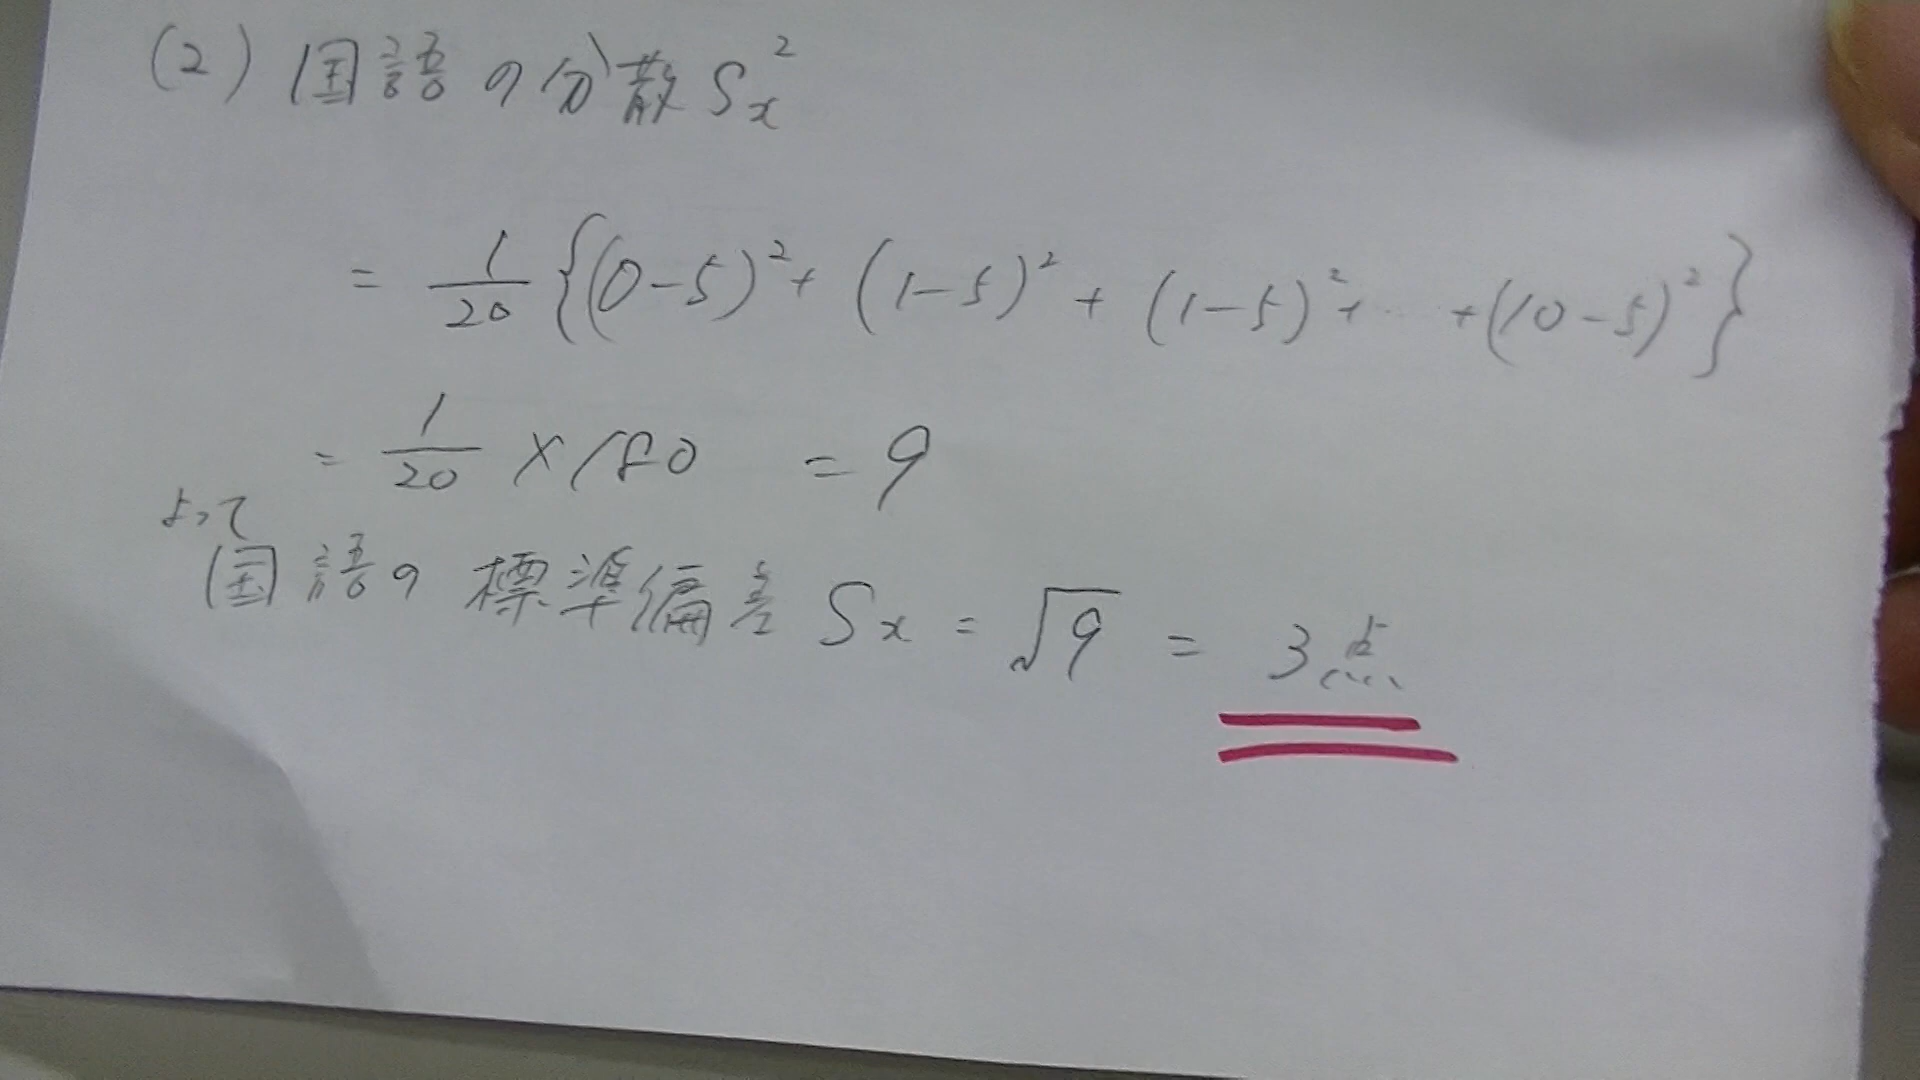 (2) 国語の分散 Sx²
= 1/20 {(0-5)² + (1-5)² + (1-5)² + … + (10-5)²}
= 1/20 × 180 = 9
よって
国語の標準偏差 Sx = √9 = 3点